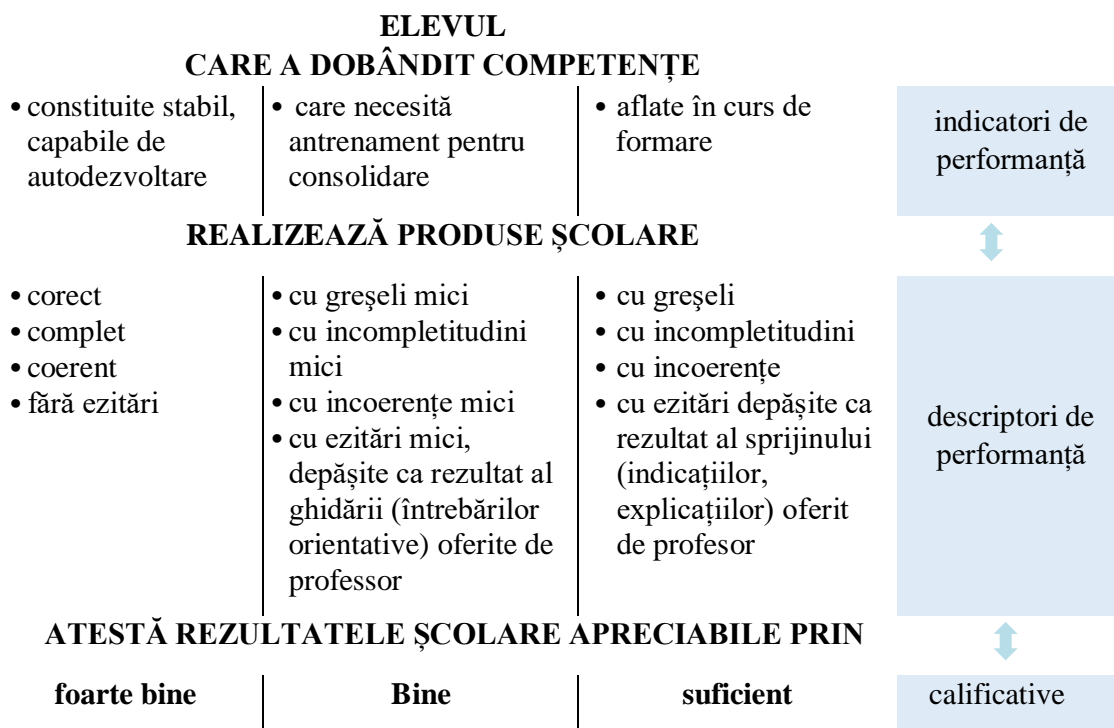 ELEVUL
CARE A DOBÂNDIT COMPETENȚE
• constituite stabil,
capabile de
autodezvoltare
• care necesită
antrenament pentru
consolidare
• aflate în curs de
formare
indicatori de
performanță
REALIZEAZĂ PRODUSE ȘCOLARE
• corect
• complet
• coerent
• fără ezitări
• cu greşeli mici
• cu incompletitudini
mici
• cu incoerențe mici
• cu ezitări mici,
depășite ca rezultat al
ghidării (întrebărilor
orientative) oferite de
professor
• cu greşeli
• cu incompletitudini
• cu incoerențe
• cu ezitări depășite ca
rezultat al sprijinului
(indicațiilor,
explicațiilor) oferit
de profesor
descriptori de
performanță
ATESTĂ REZULTATELE ȘCOLARE APRECIABILE PRIN
foarte bine
Bine
suficient
calificative